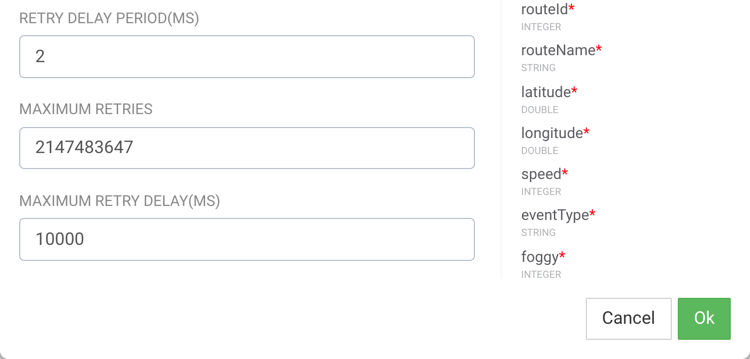 RETRY DELAY PERIOD(MS)
2
MAXIMUM RETRIES
2147483647
MAXIMUM RETRY DELAY(MS)
10000
routeId*
INTEGER
routeName*
STRING
latitude*
DOUBLE
longitude*
DOUBLE
speed*
INTEGER
eventType*
STRING
foggy*
INTEGER
Cancel
Ok